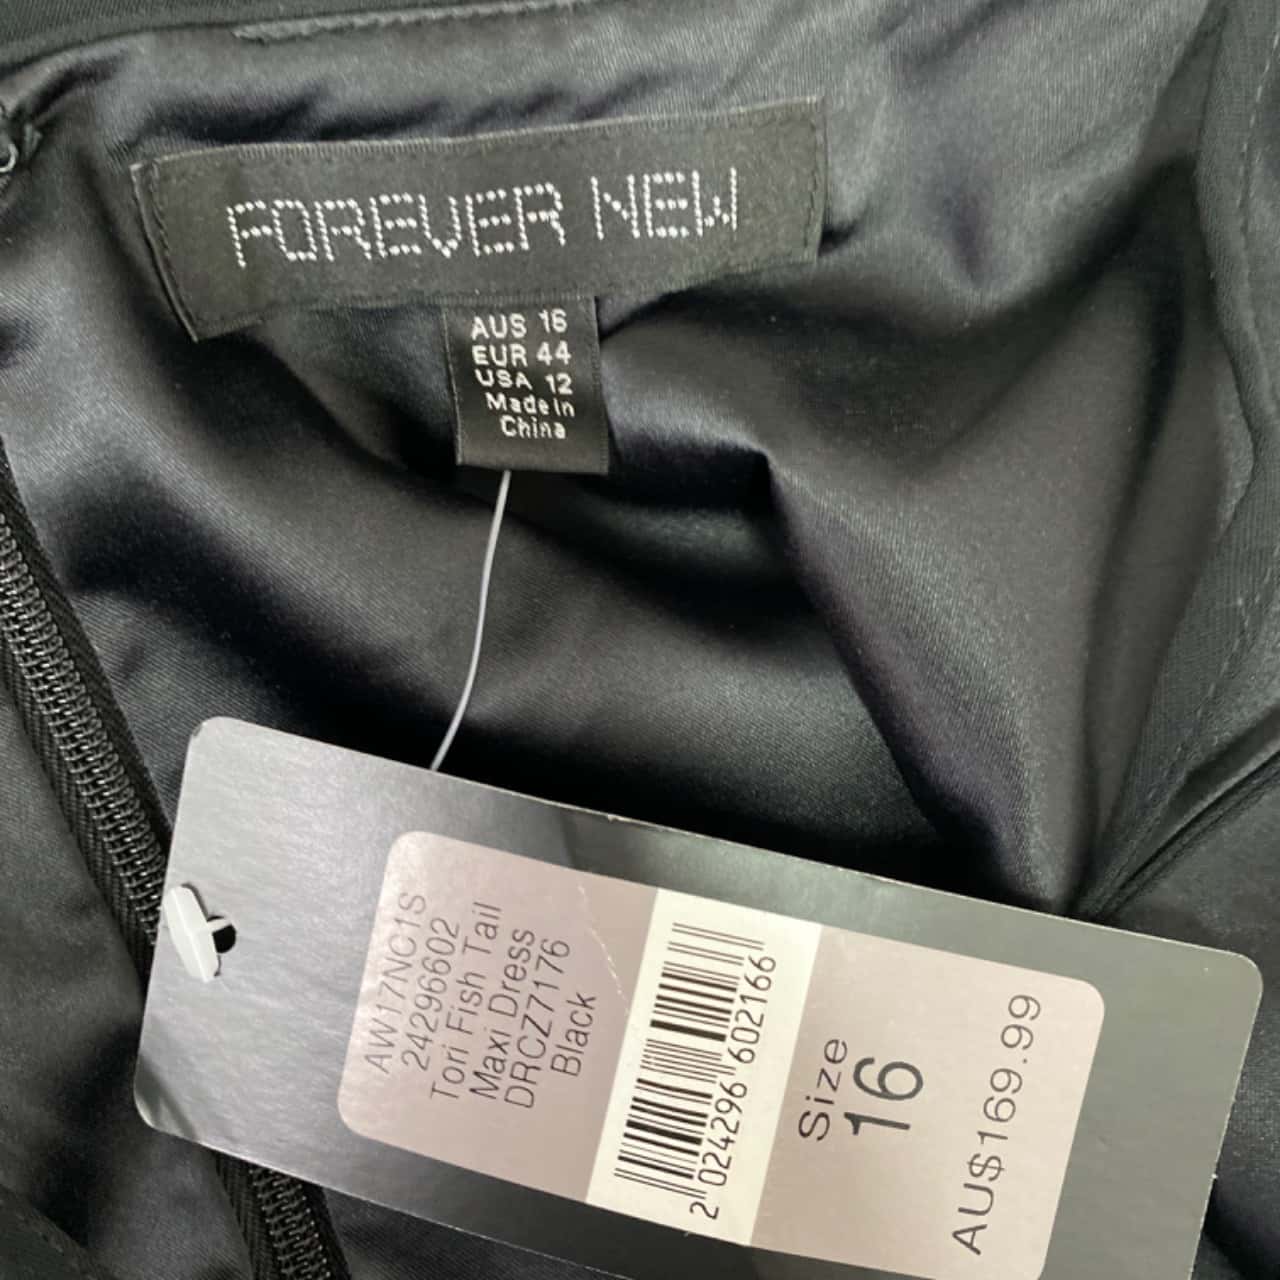 FOREVER NEW
AUS 16
EUR 44
USA 12
Made in
China
AW17NC1S
24296602
Tori Fish Tail
Maxi Dress
DRCZ7176
Black
2 024296 602166
Size
16
AU$169.99